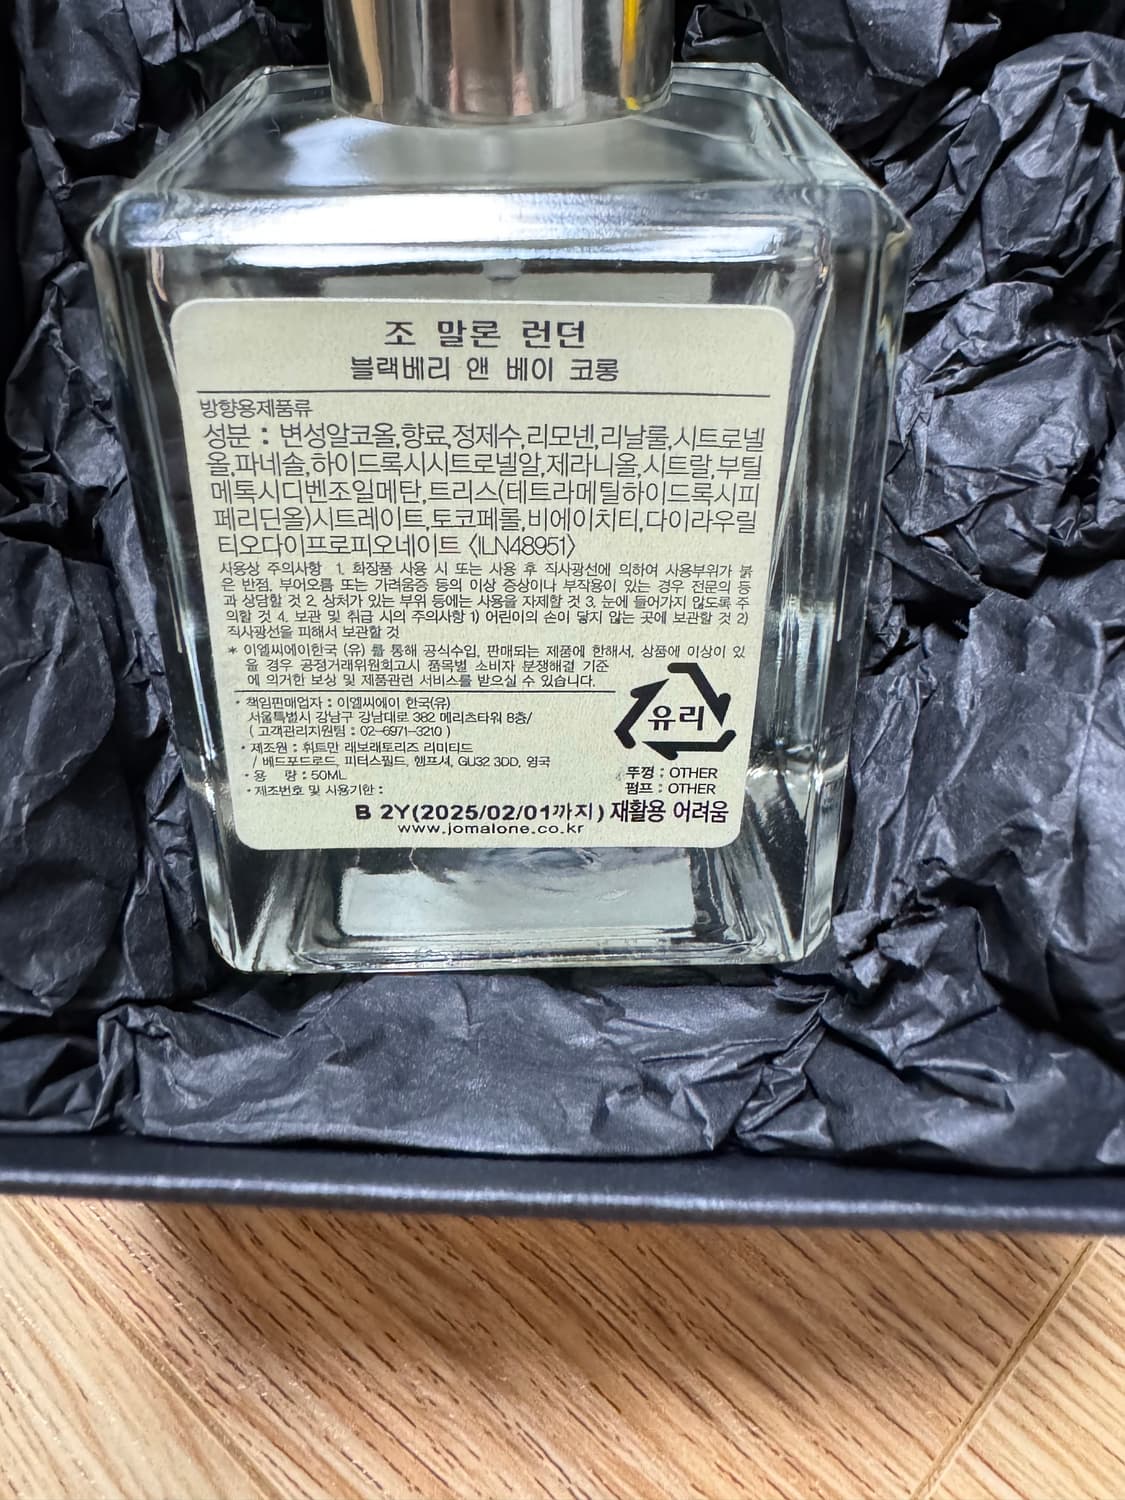 조 말론 런던
블랙베리 앤 베이 코롱
방향용제품류
성분 : 변성알코올,향료,정제수,리모넨,리날룰,시트로넬
올,파네솔,하이드록시시트로넬알,제라니올,시트랄,부틸
메톡시디벤조일메탄,트리스(테트라메틸하이드록시피
페리딘올)시트레이트,토코페롤,비에이치티,다이라우릴
티오다이프로피오네이트 〈ILN48951〉
사용상 주의사항 1. 화장품 사용 시 또는 사용 후 직사광선에 의하여 사용부위가 붉
은 반점, 부어오름 또는 가려움증 등의 이상 증상이나 부작용이 있는 경우 전문의 등
과 상담할 것 2. 상처가 있는 부위 등에는 사용을 자제할 것 3. 눈에 들어가지 않도록 주
의할 것 4. 보관 및 취급 시의 주의사항 1) 어린이의 손이 닿지 않는 곳에 보관할 것 2)
직사광선을 피해서 보관할 것
* 이엘씨에이한국 (유) 를 통해 공식수입, 판매되는 제품에 한해서, 상품에 이상이 있
을 경우 공정거래위원회고시 품목별 소비자 분쟁해결 기준
에 의거한 보상 및 제품관련 서비스를 받으실 수 있습니다.
• 책임판매업자 : 이엘씨에이 한국(유)
서울특별시 강남구 강남대로 382 메리츠타워 8층/
( 고객관리지원팀 : 02-6971-3210 )
• 제조원 : 휘트만 래보래토리즈 리미티드
/ 베드포드로드, 피터스필드, 햄프셔, GU32 3DD, 영국
• 용 량 : 50ML
• 제조번호 및 사용기한 :
B 2Y(2025/02/01까지)
www.jomalone.co.kr
유리
뚜껑 : OTHER
펌프 : OTHER
재활용 어려움